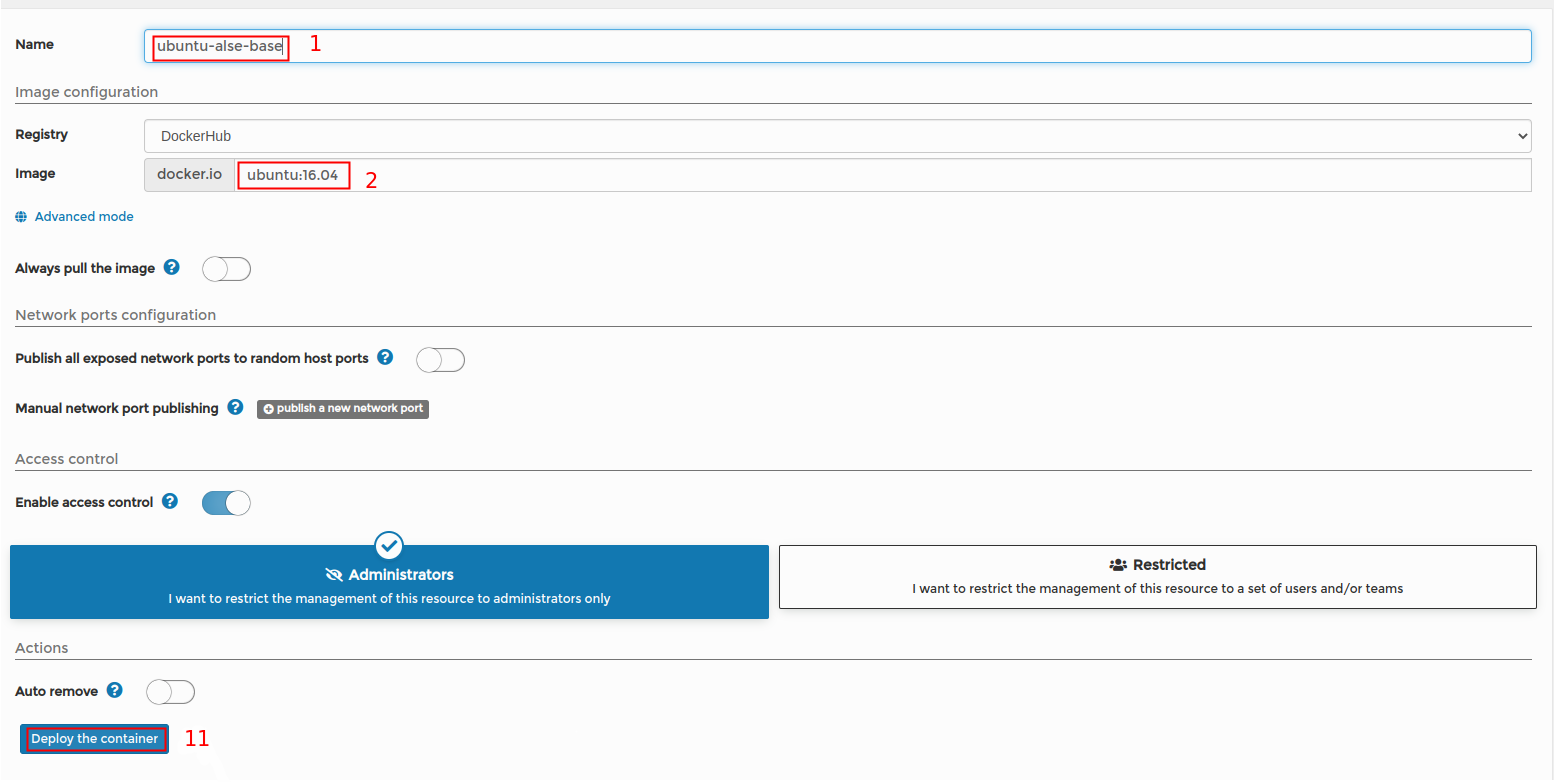 Name ubuntu-alse-base 1
Image configuration
Registry DockerHub
Image docker.io ubuntu:16.04 2
Advanced mode
Always pull the image ?
Network ports configuration
Publish all exposed network ports to random host ports ?
Manual network port publishing ? publish a new network port
Access control
Enable access control ?
Administrators
I want to restrict the management of this resource to administrators only
Restricted
I want to restrict the management of this resource to a set of users and/or teams
Actions
Auto remove ?
Deploy the container 11